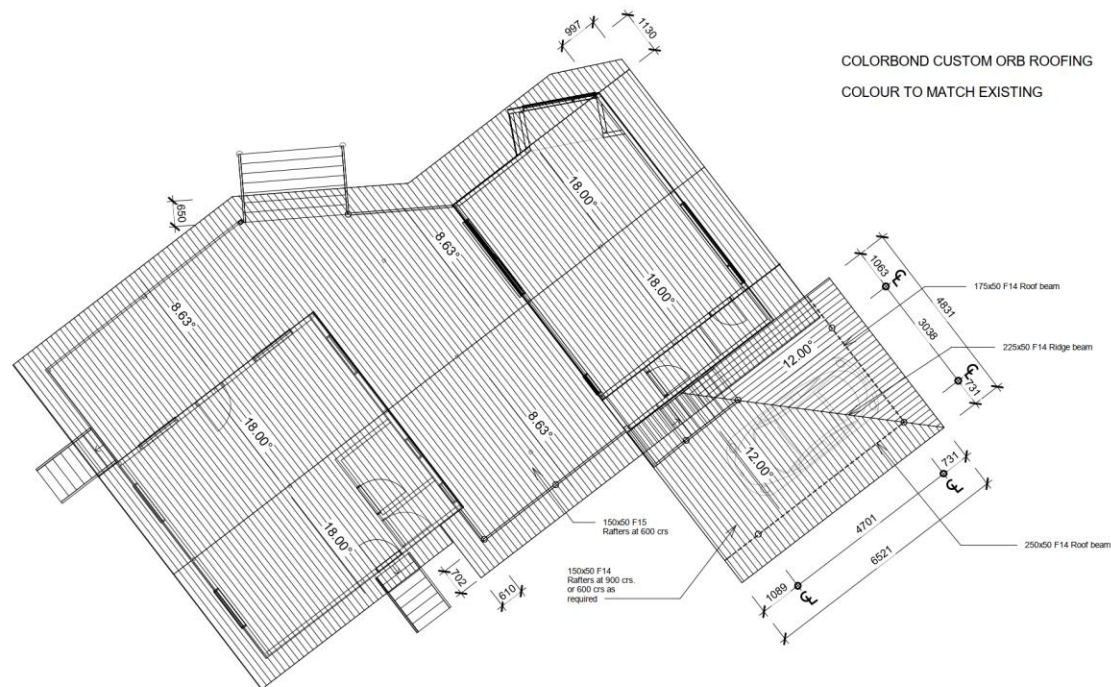 997
1130
COLORBOND CUSTOM ORB ROOFING
COLOUR TO MATCH EXISTING
650
18.00°
8.63°
8.63°
18.00°
1063
4831
3038
731
175x50 F14 Roof beam
225x50 F14 Ridge beam
12.00°
12.00°
18.00°
8.63°
18.00°
731
4701
6521
1089
250x50 F14 Roof beam
150x50 F15
Rafters at 600 crs
150x50 F14
Rafters at 900 crs.
or 600 crs as
required
702
610